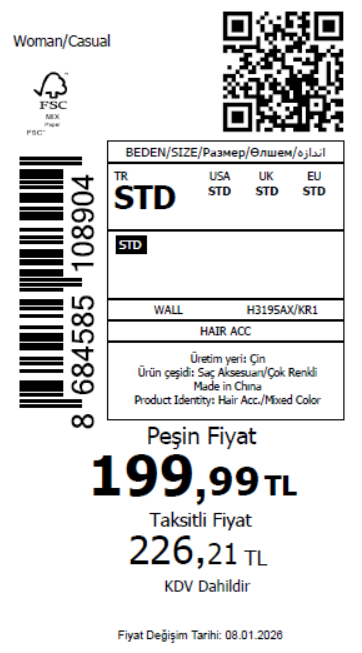 Woman/Casual
FSC
MIX
Paper
FSC™
BEDEN/SIZE/Размер/Өлшем/اندازه
TR USA UK EU
STD STD STD STD
STD
WALL H3195AX/KR1
HAIR ACC
Üretim yeri: Çin
Ürün çeşidi: Saç Aksesuarı/Çok Renkli
Made in China
Product Identity: Hair Acc./Mixed Color
8 684585 108904
Peşin Fiyat
199,99 TL
Taksitli Fiyat
226,21 TL
KDV Dahildir
Fiyat Değişim Tarihi: 08.01.2026